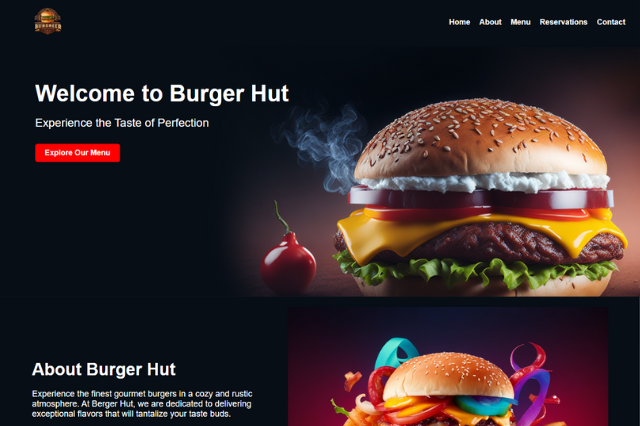 Home About Menu Reservations Contact
Welcome to Burger Hut
Experience the Taste of Perfection
Explore Our Menu
About Burger Hut
Experience the finest gourmet burgers in a cozy and rustic
atmosphere. At Berger Hut, we are dedicated to delivering
exceptional flavors that will tantalize your taste buds.